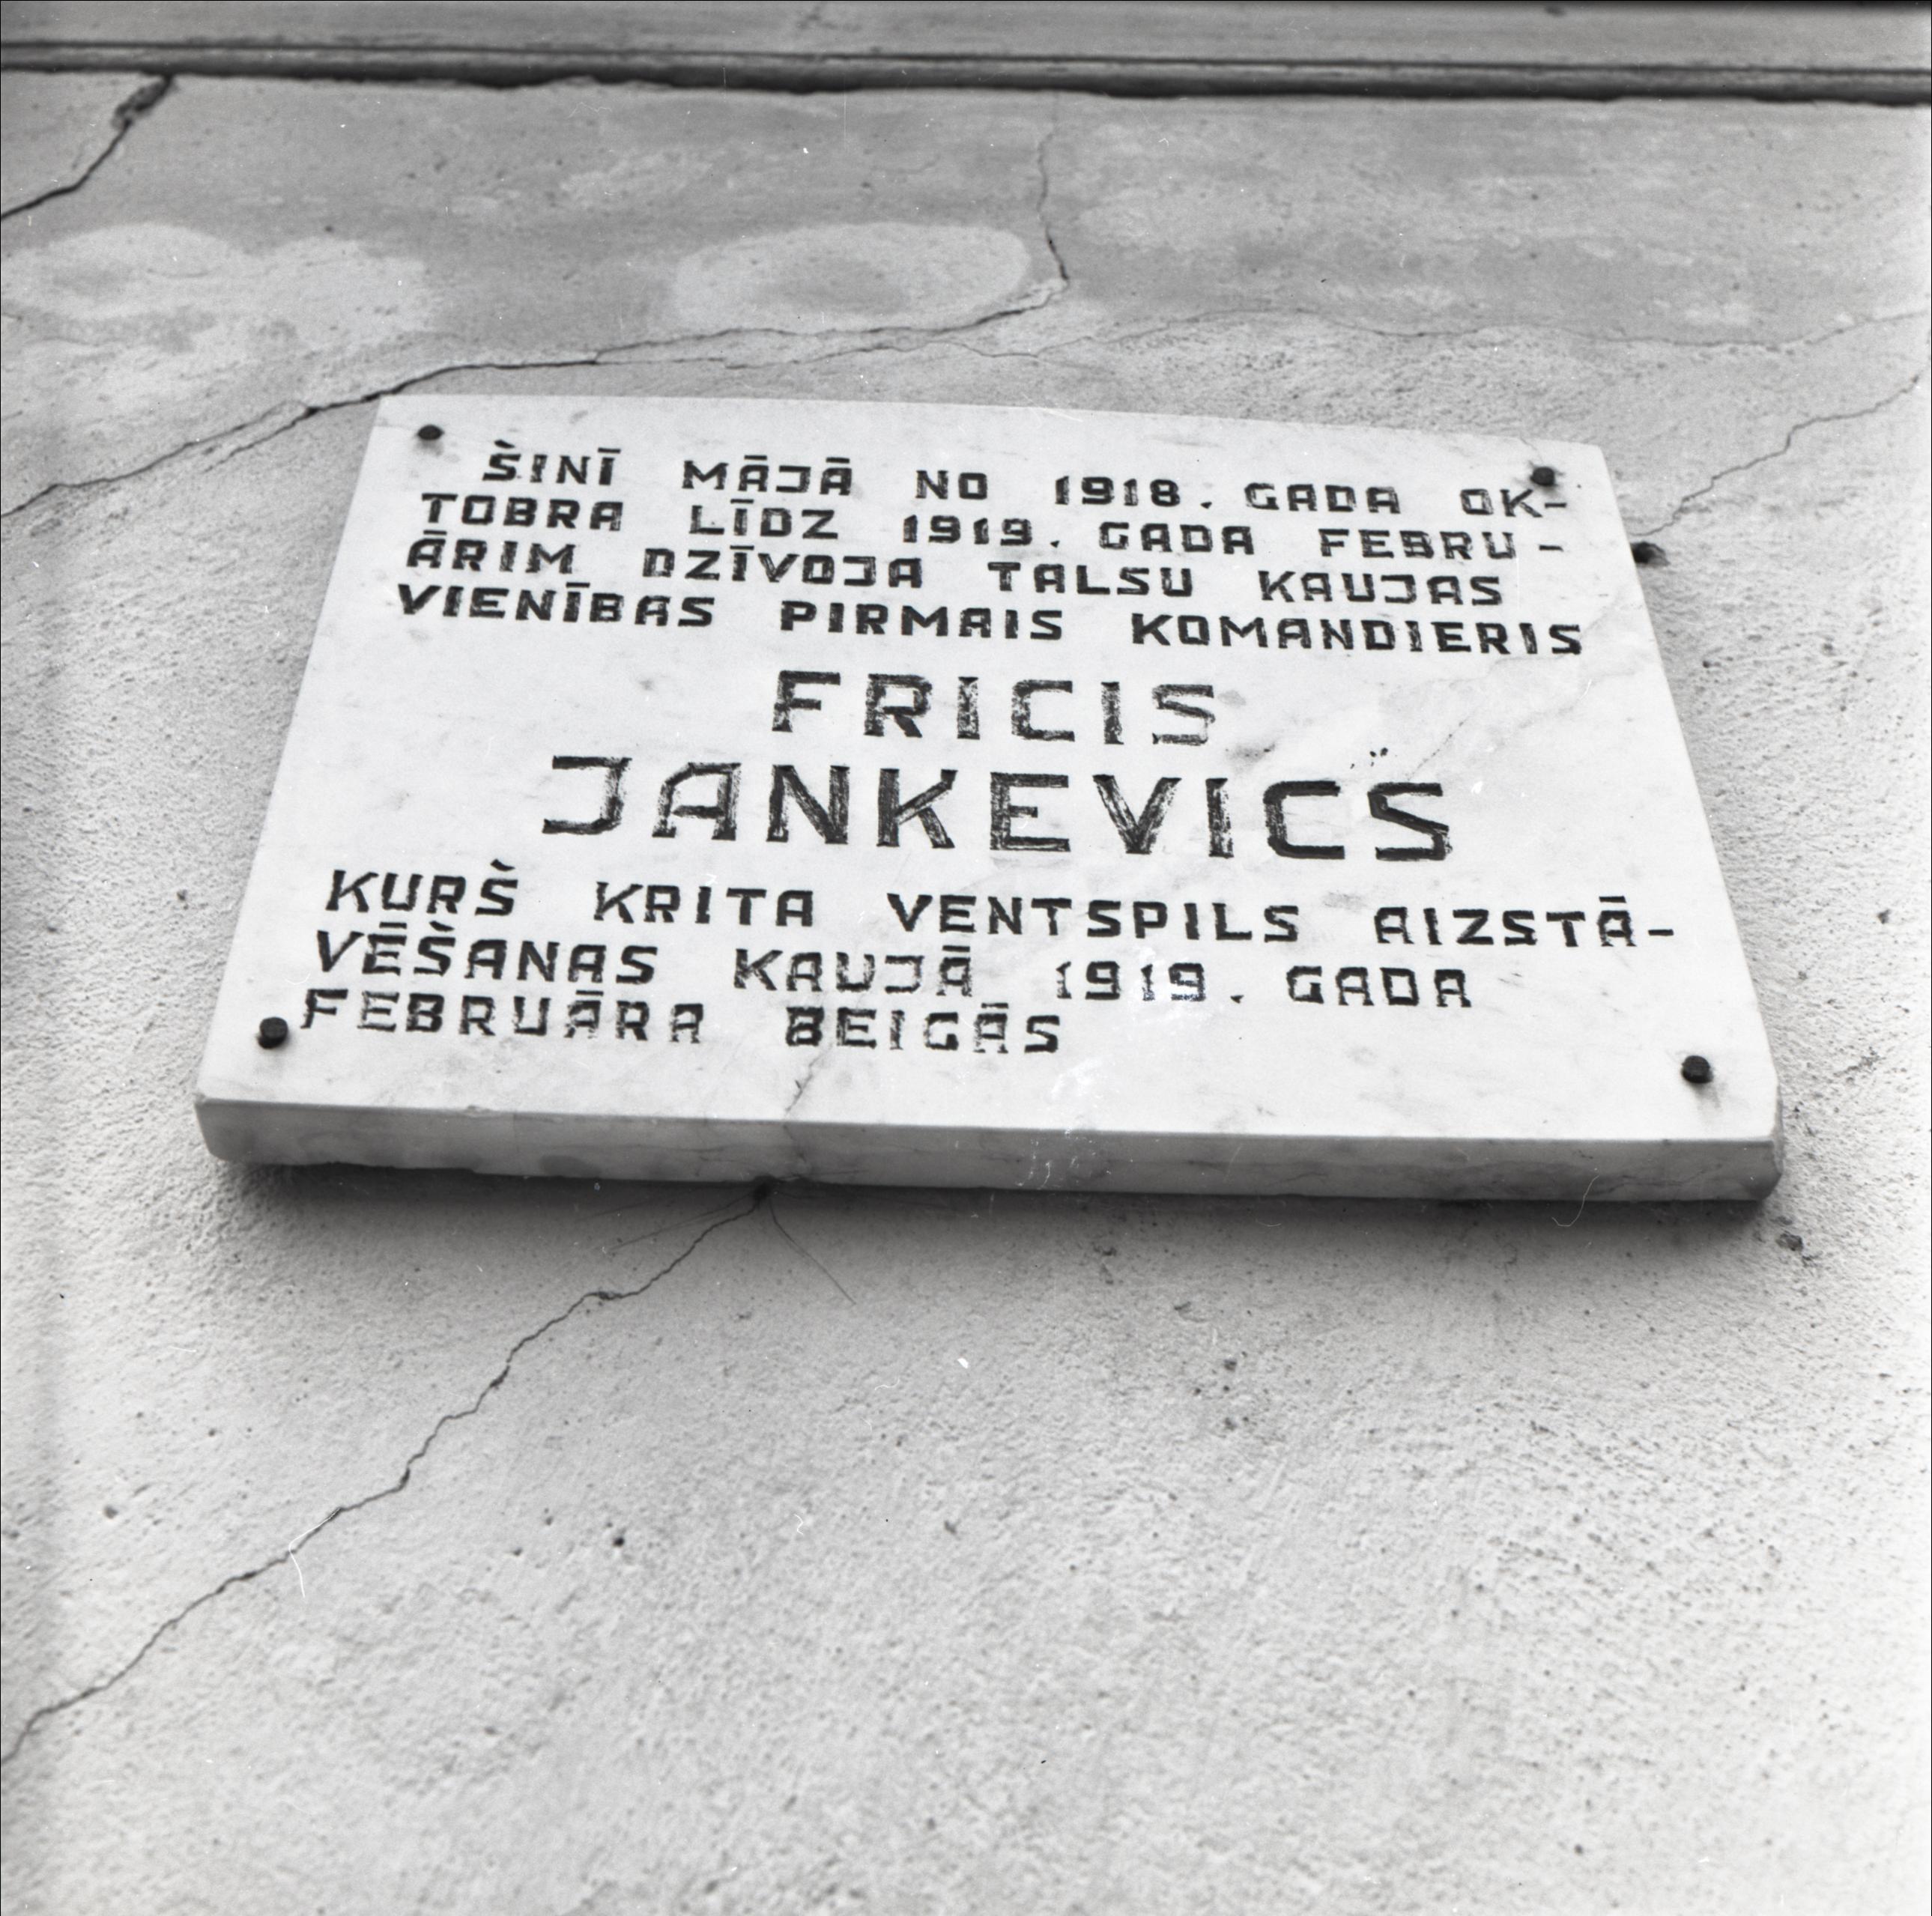 ŠINĪ MĀJĀ NO 1918. GADA OK-
TOBRA LĪDZ 1919. GADA FEBRU-
ĀRIM DZĪVOJA TALSU KAUJAS
VIENĪBAS PIRMAIS KOMANDIERIS
FRICIS
JANKEVICS
KURŠ KRITA VENTSPILS AIZSTĀ-
VĒŠANAS KAUJĀ 1919. GADA
FEBRUĀRA BEIGĀS